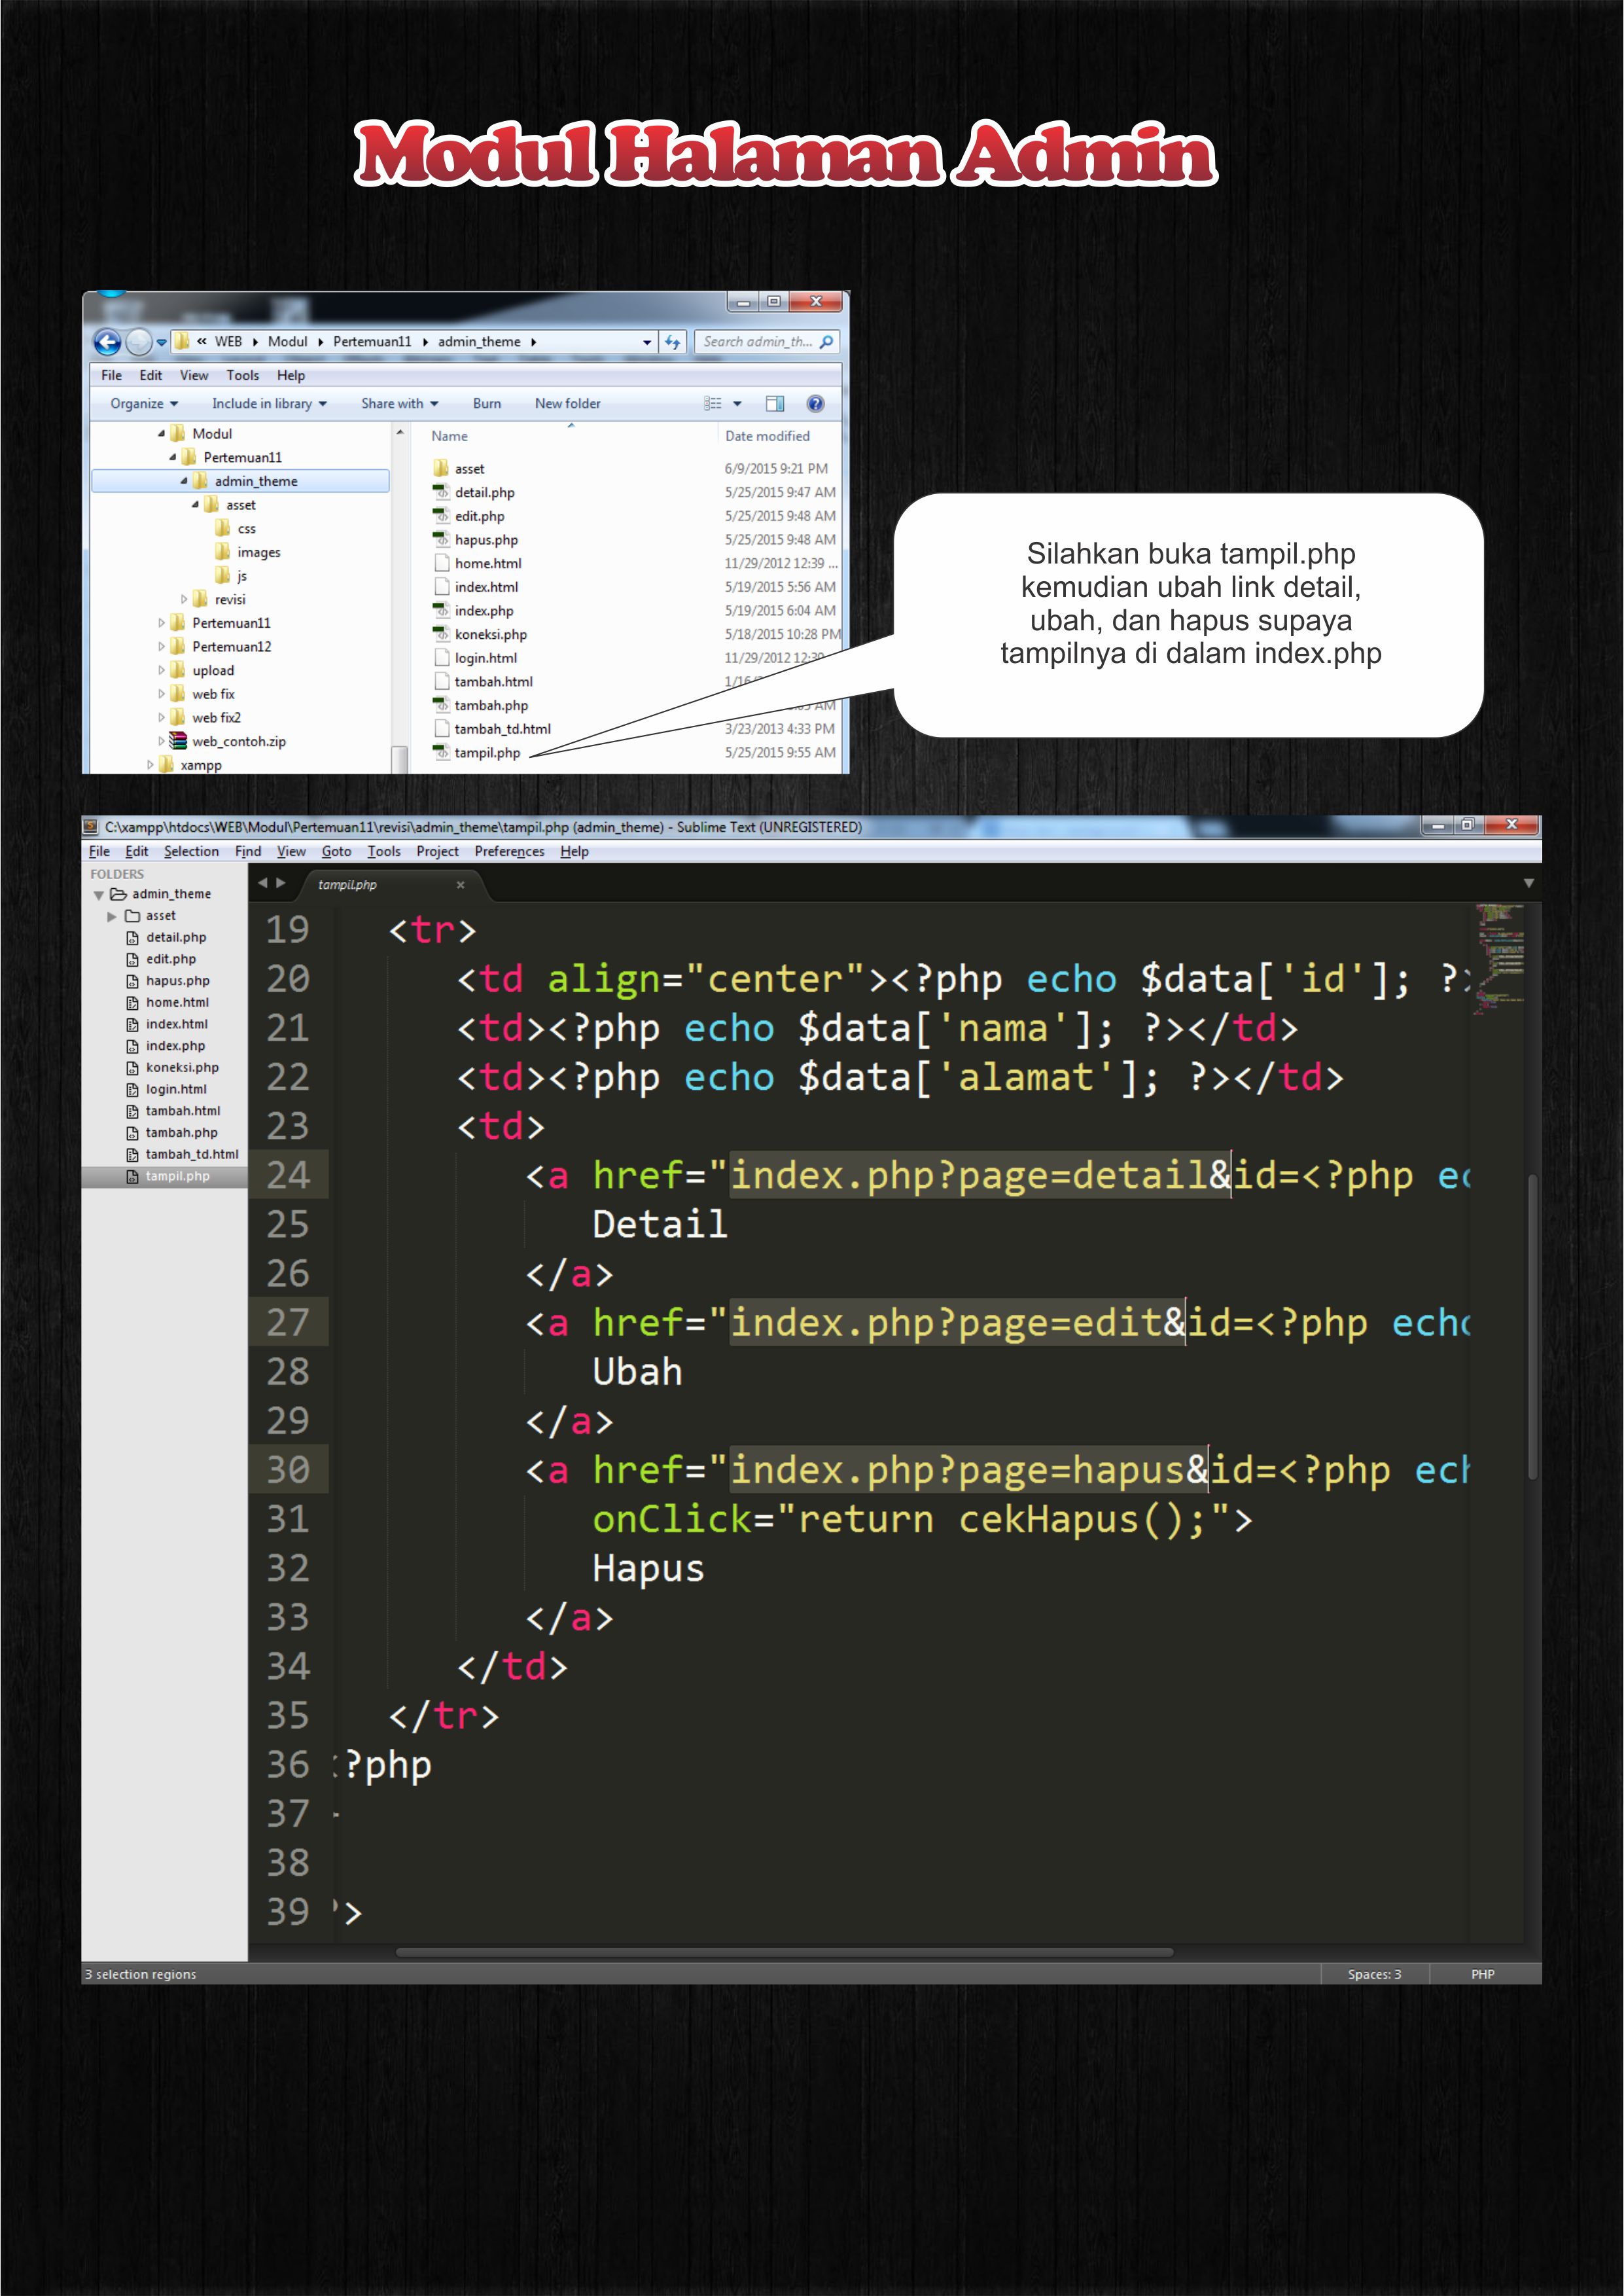 Modul Halaman Admin
« WEB ▸ Modul ▸ Pertemuan11 ▸ admin_theme ▸
Search admin_th...
File Edit View Tools Help
Organize Include in library Share with Burn New folder
Modul
Pertemuan11
admin_theme
asset
css
images
js
revisi
Pertemuan11
Pertemuan12
upload
web fix
web fix2
web_contoh.zip
xampp
Name Date modified
asset 6/9/2015 9:21 PM
detail.php 5/25/2015 9:47 AM
edit.php 5/25/2015 9:48 AM
hapus.php 5/25/2015 9:48 AM
home.html 11/29/2012 12:39 ...
index.html 5/19/2015 5:56 AM
index.php 5/19/2015 6:04 AM
koneksi.php 5/18/2015 10:28 PM
login.html 11/29/2012
tambah.html
tambah.php AM
tambah_td.html 3/23/2013 4:33 PM
tampil.php 5/25/2015 9:55 AM
Silahkan buka tampil.php
kemudian ubah link detail,
ubah, dan hapus supaya
tampilnya di dalam index.php
C:\xampp\htdocs\WEB\Modul\Pertemuan11\revisi\admin_theme\tampil.php (admin_theme) - Sublime Text (UNREGISTERED)
File Edit Selection Find View Goto Tools Project Preferences Help
FOLDERS
admin_theme
asset
detail.php
edit.php
hapus.php
home.html
index.html
index.php
koneksi.php
login.html
tambah.html
tambah.php
tambah_td.html
tampil.php
tampil.php
19 <tr>
20 <td align="center"><?php echo $data['id']; ?>
21 <td><?php echo $data['nama']; ?></td>
22 <td><?php echo $data['alamat']; ?></td>
23 <td>
24 <a href="index.php?page=detail&id=<?php ec
25 Detail
26 </a>
27 <a href="index.php?page=edit&id=<?php echo
28 Ubah
29 </a>
30 <a href="index.php?page=hapus&id=<?php ech
31 onClick="return cekHapus();">
32 Hapus
33 </a>
34 </td>
35 </tr>
36 <?php
37
38
39 ?>
3 selection regions
Spaces: 3 PHP